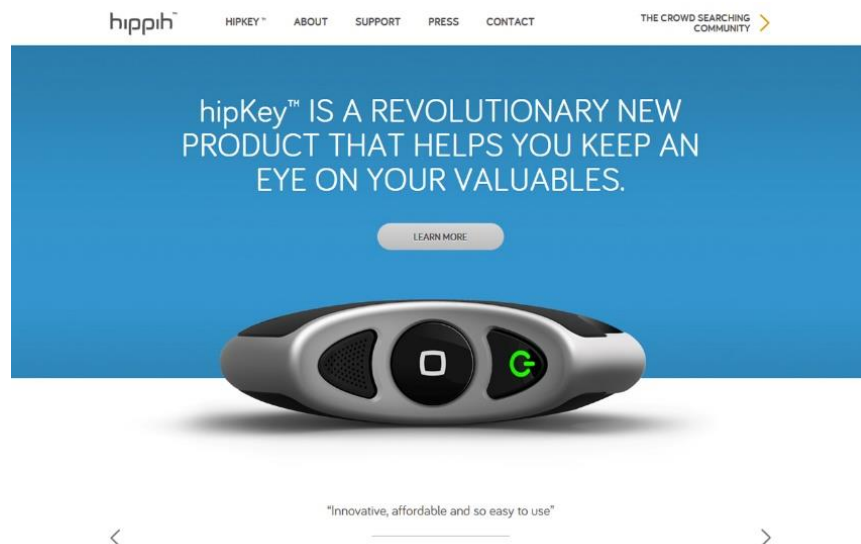 hippih™
HIPKEY™ ABOUT SUPPORT PRESS CONTACT
THE CROWD SEARCHING
COMMUNITY
hipKey™ IS A REVOLUTIONARY NEW
PRODUCT THAT HELPS YOU KEEP AN
EYE ON YOUR VALUABLES.
LEARN MORE
“Innovative, affordable and so easy to use”